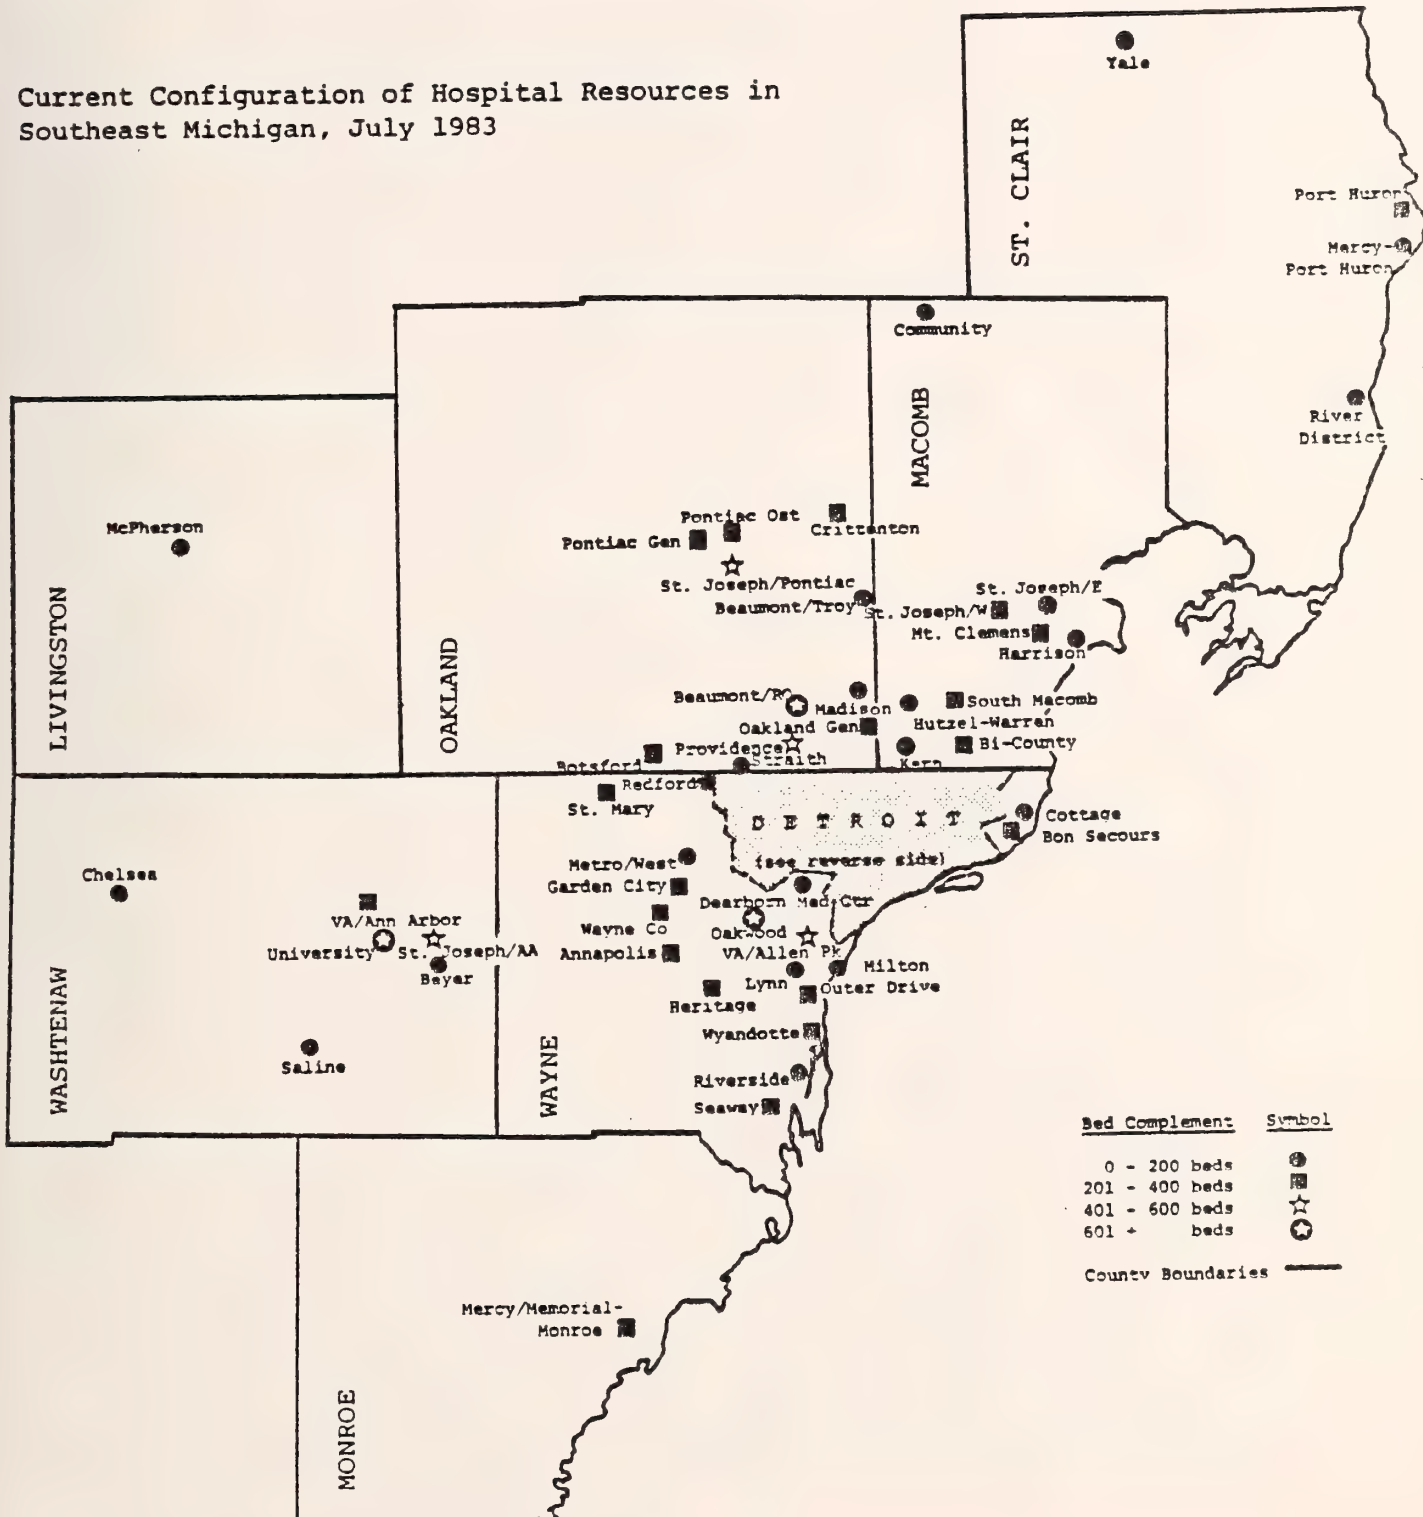 Current Configuration of Hospital Resources in
Southeast Michigan, July 1983
Yale
ST. CLAIR
Port Huron
Mercy-
Port Huron
River
District
Community
MACOMB
McPherson
LIVINGSTON
OAKLAND
Pontiac Ost
Crittanton
Pontiac Gen
St. Joseph/Pontiac
Beaumont/Troy
St. Joseph/E
St.Joseph/W
Mt. Clemens
Harrison
Beaumont/RO
Madison
South Macomb
Oakland Gen
Hutzel-Warren
Providence
Bi-County
Botsford
Straith
Kern
Redford
St. Mary
DETROIT
(see reverse side)
Cottage
Bon Secours
Metro/West
Garden City
Dearborn Med Ctr
Wayne Co
Oakwood
Annapolis
VA/Allen Pk
Lynn
Milton
Outer Drive
Heritage
Wyandotte
Riverside
Seaway
WAYNE
Chelsea
VA/Ann Arbor
University
St. Joseph/AA
Beyer
Saline
WASHTENAW
Bed Complement Symbol
0 - 200 beds
201 - 400 beds
401 - 600 beds
601 + beds
County Boundaries
Mercy/Memorial-
Monroe
MONROE